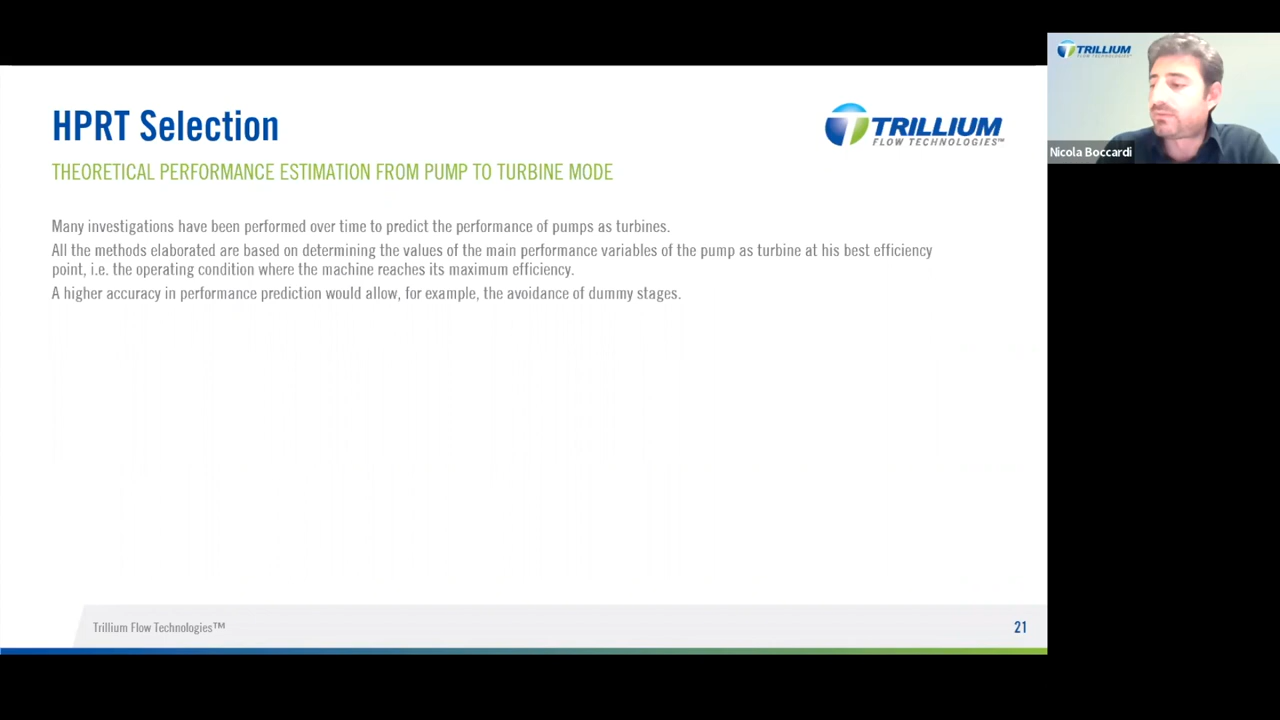 HPRT Selection
THEORETICAL PERFORMANCE ESTIMATION FROM PUMP TO TURBINE MODE
TRILLIUM
FLOW TECHNOLOGIES™
Many investigations have been performed over time to predict the performance of pumps as turbines.
All the methods elaborated are based on determining the values of the main performance variables of the pump as turbine at his best efficiency
point, i.e. the operating condition where the machine reaches its maximum efficiency.
A higher accuracy in performance prediction would allow, for example, the avoidance of dummy stages.
Trillium Flow Technologies™
21
TRILLIUM
FLOW TECHNOLOGIES™
Nicola Boccardi